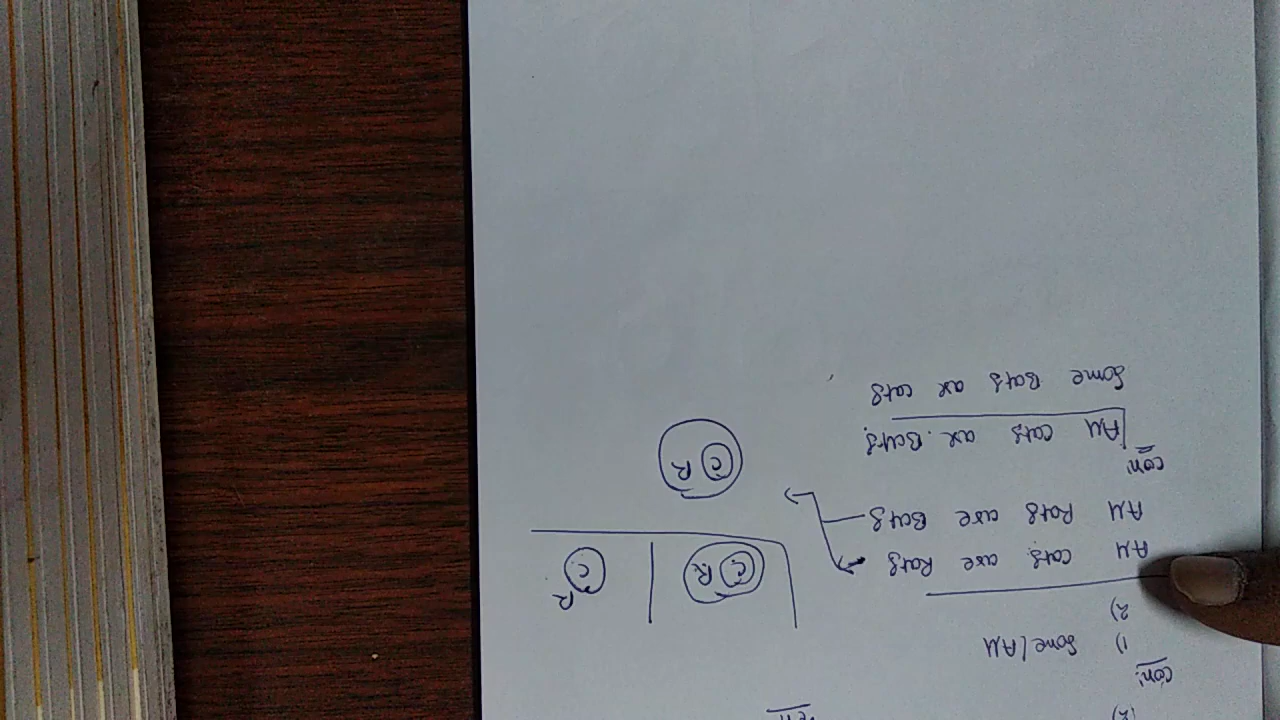 2)
Con:
1) Some/All
2)
All cats are Rats
All Rats are Bats
Con:
All cats are Bats
Some Bats are cats
C R
C R
C R